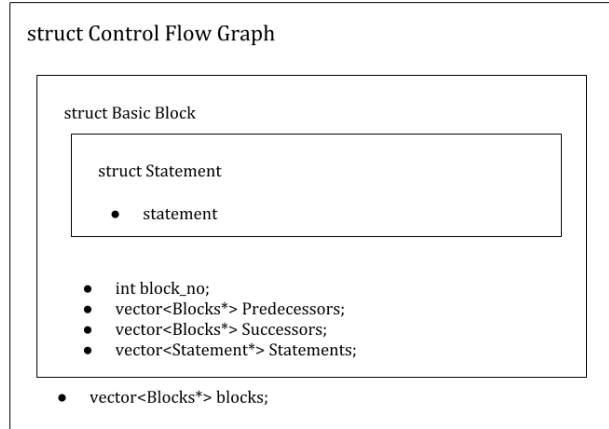 struct Control Flow Graph
struct Basic Block
struct Statement
● statement
● int block_no;
● vector<Blocks*> Predecessors;
● vector<Blocks*> Successors;
● vector<Statement*> Statements;
● vector<Blocks*> blocks;